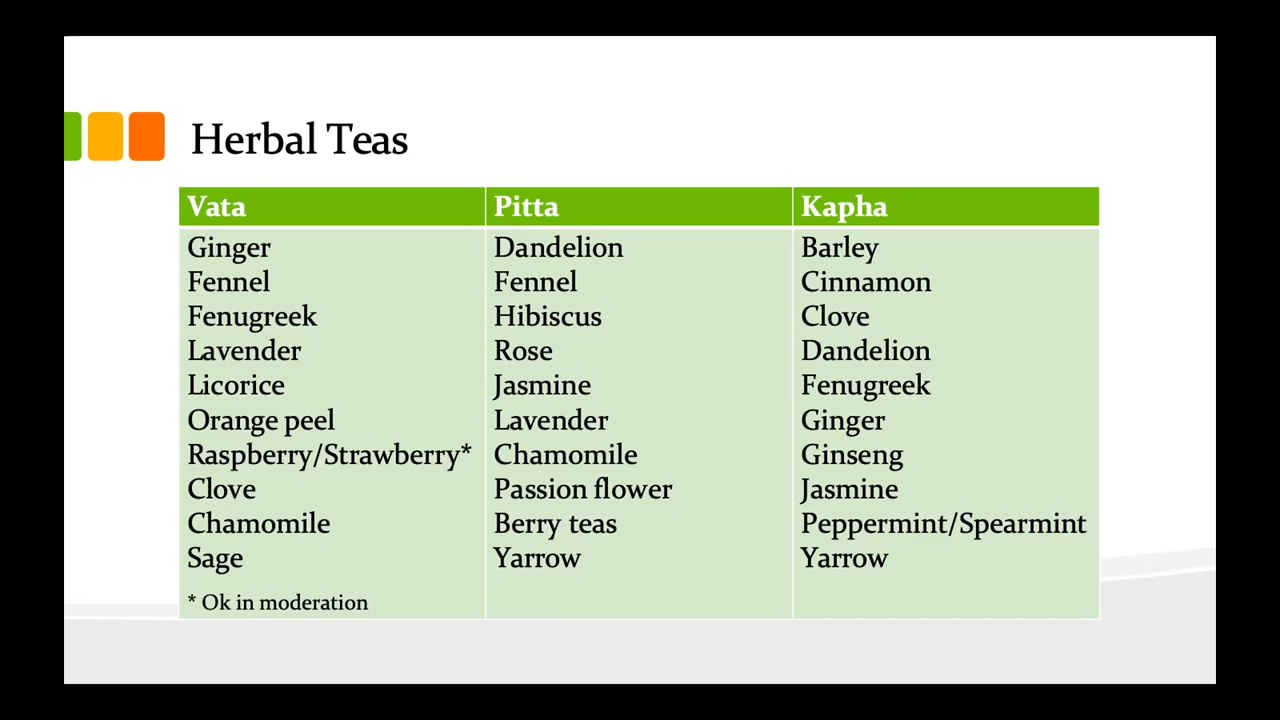 Herbal Teas
Vata Pitta Kapha
Ginger Dandelion Barley
Fennel Fennel Cinnamon
Fenugreek Hibiscus Clove
Lavender Rose Dandelion
Licorice Jasmine Fenugreek
Orange peel Lavender Ginger
Raspberry/Strawberry* Chamomile Ginseng
Clove Passion flower Jasmine
Chamomile Berry teas Peppermint/Spearmint
Sage Yarrow Yarrow
* Ok in moderation